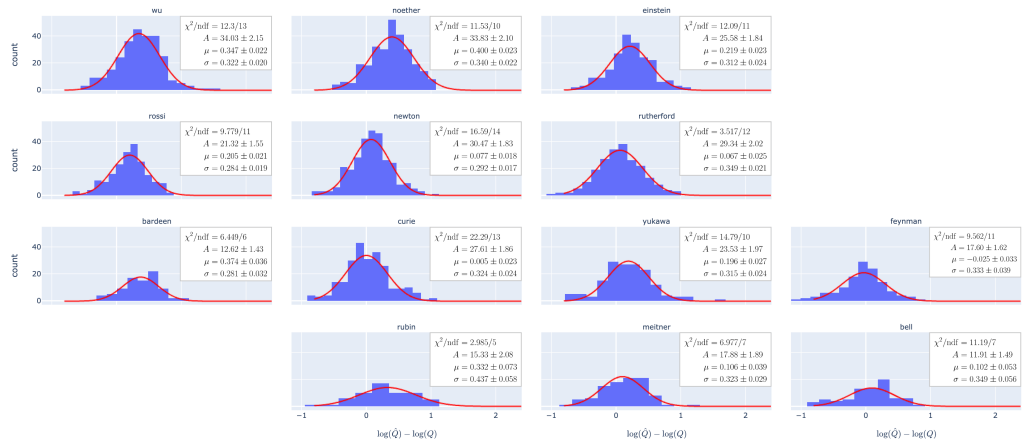 wu
noether
einstein
count
40
20
0
χ²/ndf = 12.3/13
A = 34.03 ± 2.15
μ = 0.347 ± 0.022
σ = 0.322 ± 0.020
χ²/ndf = 11.53/10
A = 33.83 ± 2.10
μ = 0.400 ± 0.023
σ = 0.340 ± 0.022
χ²/ndf = 12.09/11
A = 25.58 ± 1.84
μ = 0.219 ± 0.023
σ = 0.312 ± 0.024
rossi
newton
rutherford
count
40
20
0
χ²/ndf = 9.779/11
A = 21.32 ± 1.55
μ = 0.205 ± 0.021
σ = 0.284 ± 0.019
χ²/ndf = 16.59/14
A = 30.47 ± 1.83
μ = 0.077 ± 0.018
σ = 0.292 ± 0.017
χ²/ndf = 3.517/12
A = 29.34 ± 2.02
μ = 0.067 ± 0.025
σ = 0.349 ± 0.021
bardeen
curie
yukawa
feynman
count
40
20
0
χ²/ndf = 6.449/6
A = 12.62 ± 1.43
μ = 0.374 ± 0.036
σ = 0.281 ± 0.032
χ²/ndf = 22.29/13
A = 27.61 ± 1.86
μ = 0.005 ± 0.023
σ = 0.324 ± 0.024
χ²/ndf = 14.79/10
A = 23.53 ± 1.97
μ = 0.196 ± 0.027
σ = 0.315 ± 0.024
χ²/ndf = 9.562/11
A = 17.60 ± 1.62
μ = −0.025 ± 0.033
σ = 0.333 ± 0.039
rubin
meitner
bell
χ²/ndf = 2.985/5
A = 15.33 ± 2.08
μ = 0.332 ± 0.073
σ = 0.437 ± 0.058
χ²/ndf = 6.977/7
A = 17.88 ± 1.89
μ = 0.106 ± 0.039
σ = 0.323 ± 0.029
χ²/ndf = 11.19/7
A = 11.91 ± 1.49
μ = 0.102 ± 0.053
σ = 0.349 ± 0.056
−1 0 1 2
0 2
−1 0 1 2
log(Q̂) − log(Q)
log(Q̂) − log(Q)
log(Q̂) − log(Q)